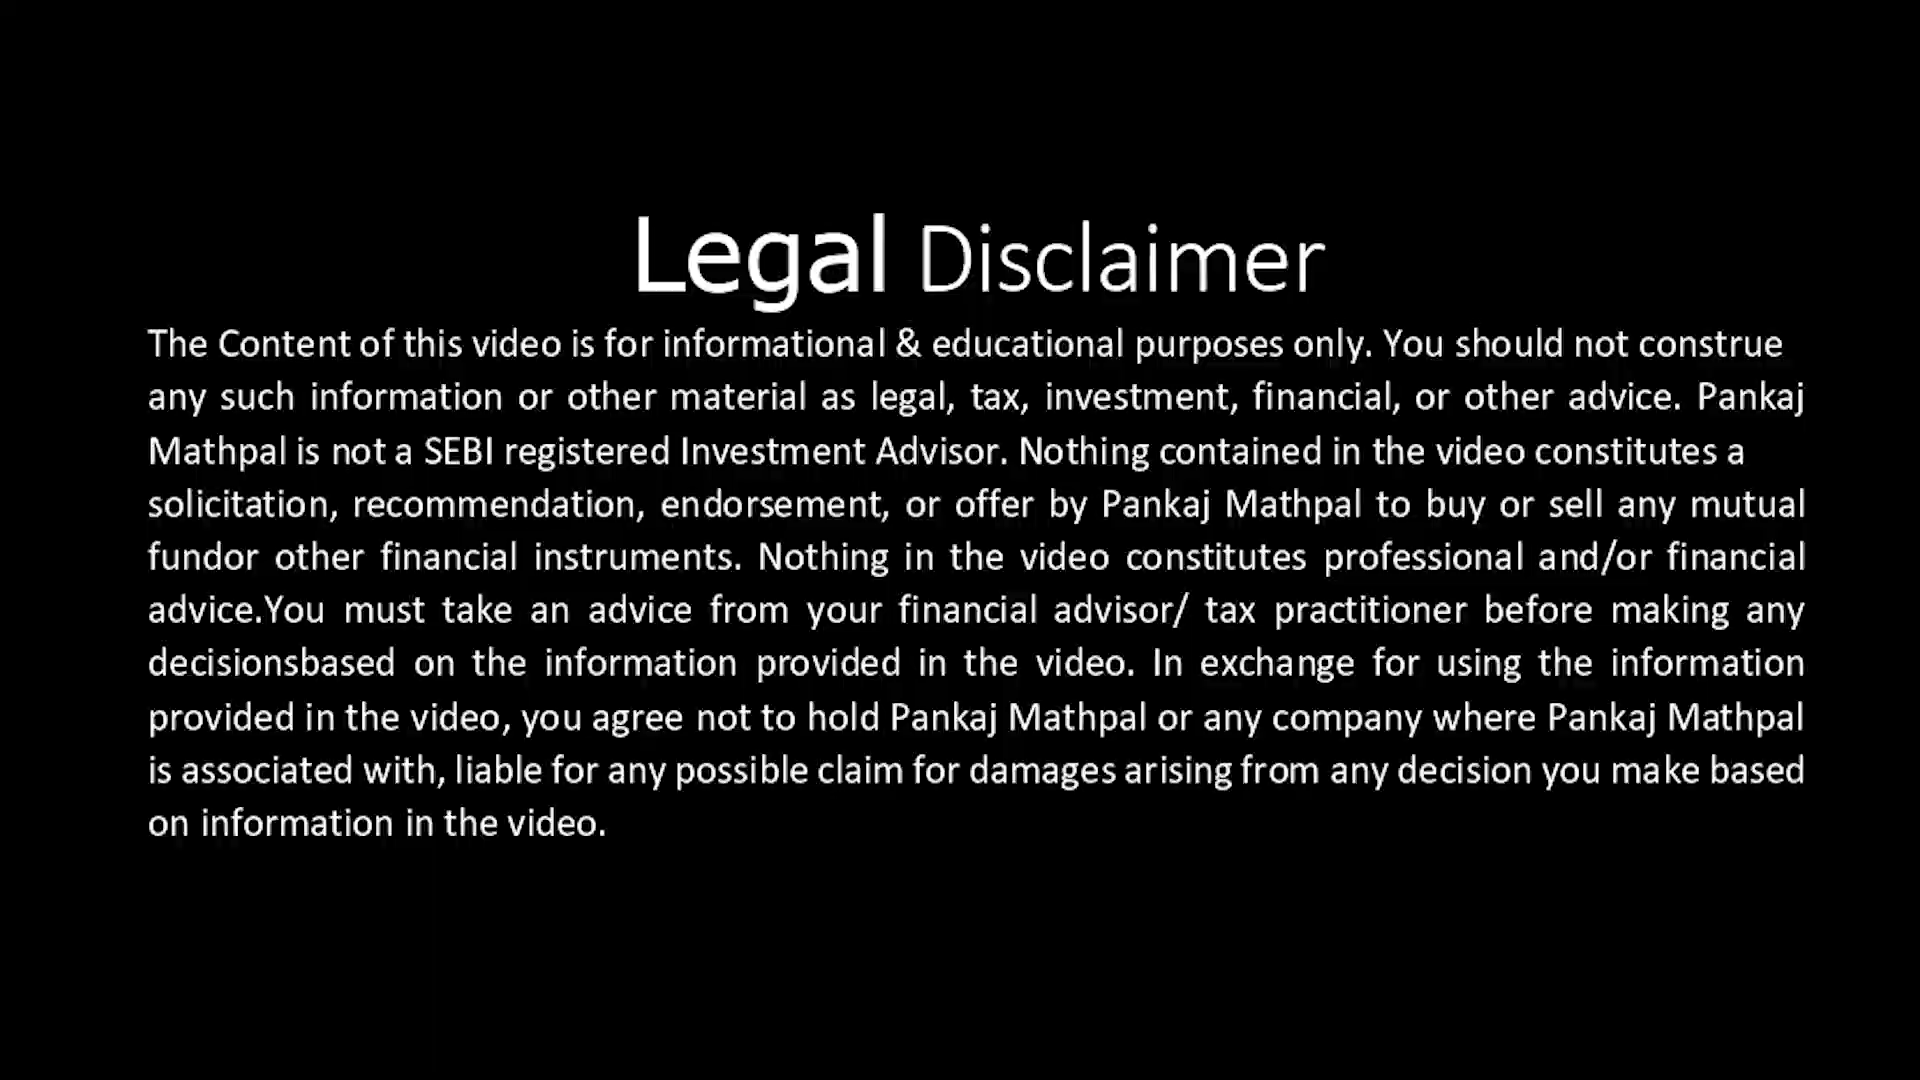 Legal Disclaimer
The Content of this video is for informational & educational purposes only. You should not construe
any such information or other material as legal, tax, investment, financial, or other advice. Pankaj
Mathpal is not a SEBI registered Investment Advisor. Nothing contained in the video constitutes a
solicitation, recommendation, endorsement, or offer by Pankaj Mathpal to buy or sell any mutual
fundor other financial instruments. Nothing in the video constitutes professional and/or financial
advice.You must take an advice from your financial advisor/ tax practitioner before making any
decisionsbased on the information provided in the video. In exchange for using the information
provided in the video, you agree not to hold Pankaj Mathpal or any company where Pankaj Mathpal
is associated with, liable for any possible claim for damages arising from any decision you make based
on information in the video.